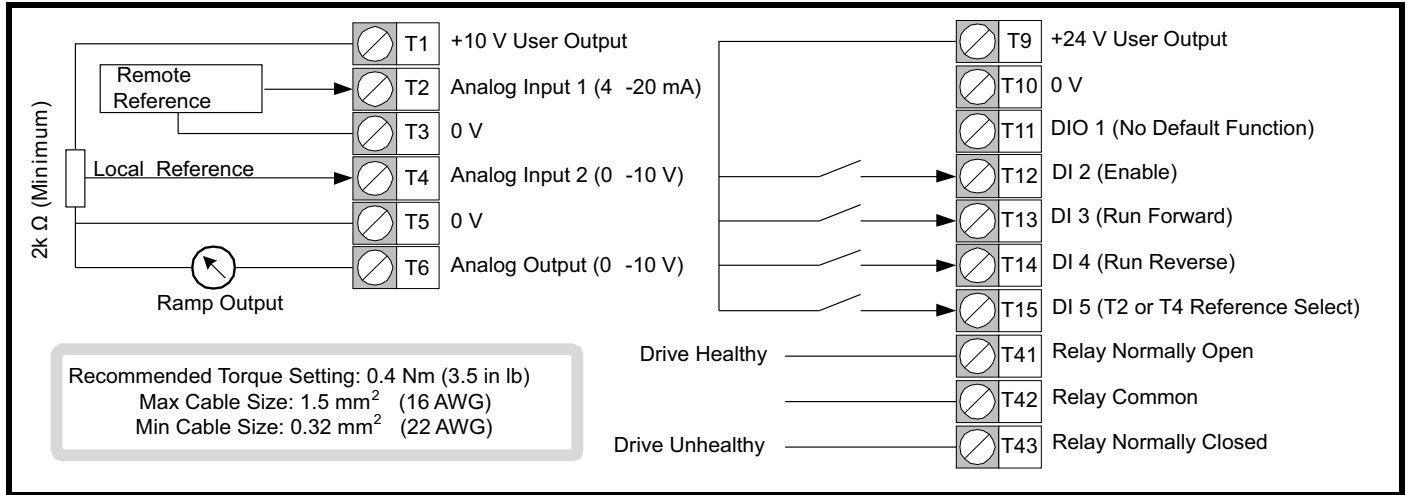 T1 +10 V User Output
Remote
Reference
T2 Analog Input 1 (4 -20 mA)
T3 0 V
2k Ω (Minimum)
Local Reference
T4 Analog Input 2 (0 -10 V)
T5 0 V
T6 Analog Output (0 -10 V)
Ramp Output
Recommended Torque Setting: 0.4 Nm (3.5 in lb)
Max Cable Size: 1.5 mm² (16 AWG)
Min Cable Size: 0.32 mm² (22 AWG)
T9 +24 V User Output
T10 0 V
T11 DIO 1 (No Default Function)
T12 DI 2 (Enable)
T13 DI 3 (Run Forward)
T14 DI 4 (Run Reverse)
T15 DI 5 (T2 or T4 Reference Select)
Drive Healthy T41 Relay Normally Open
T42 Relay Common
Drive Unhealthy T43 Relay Normally Closed